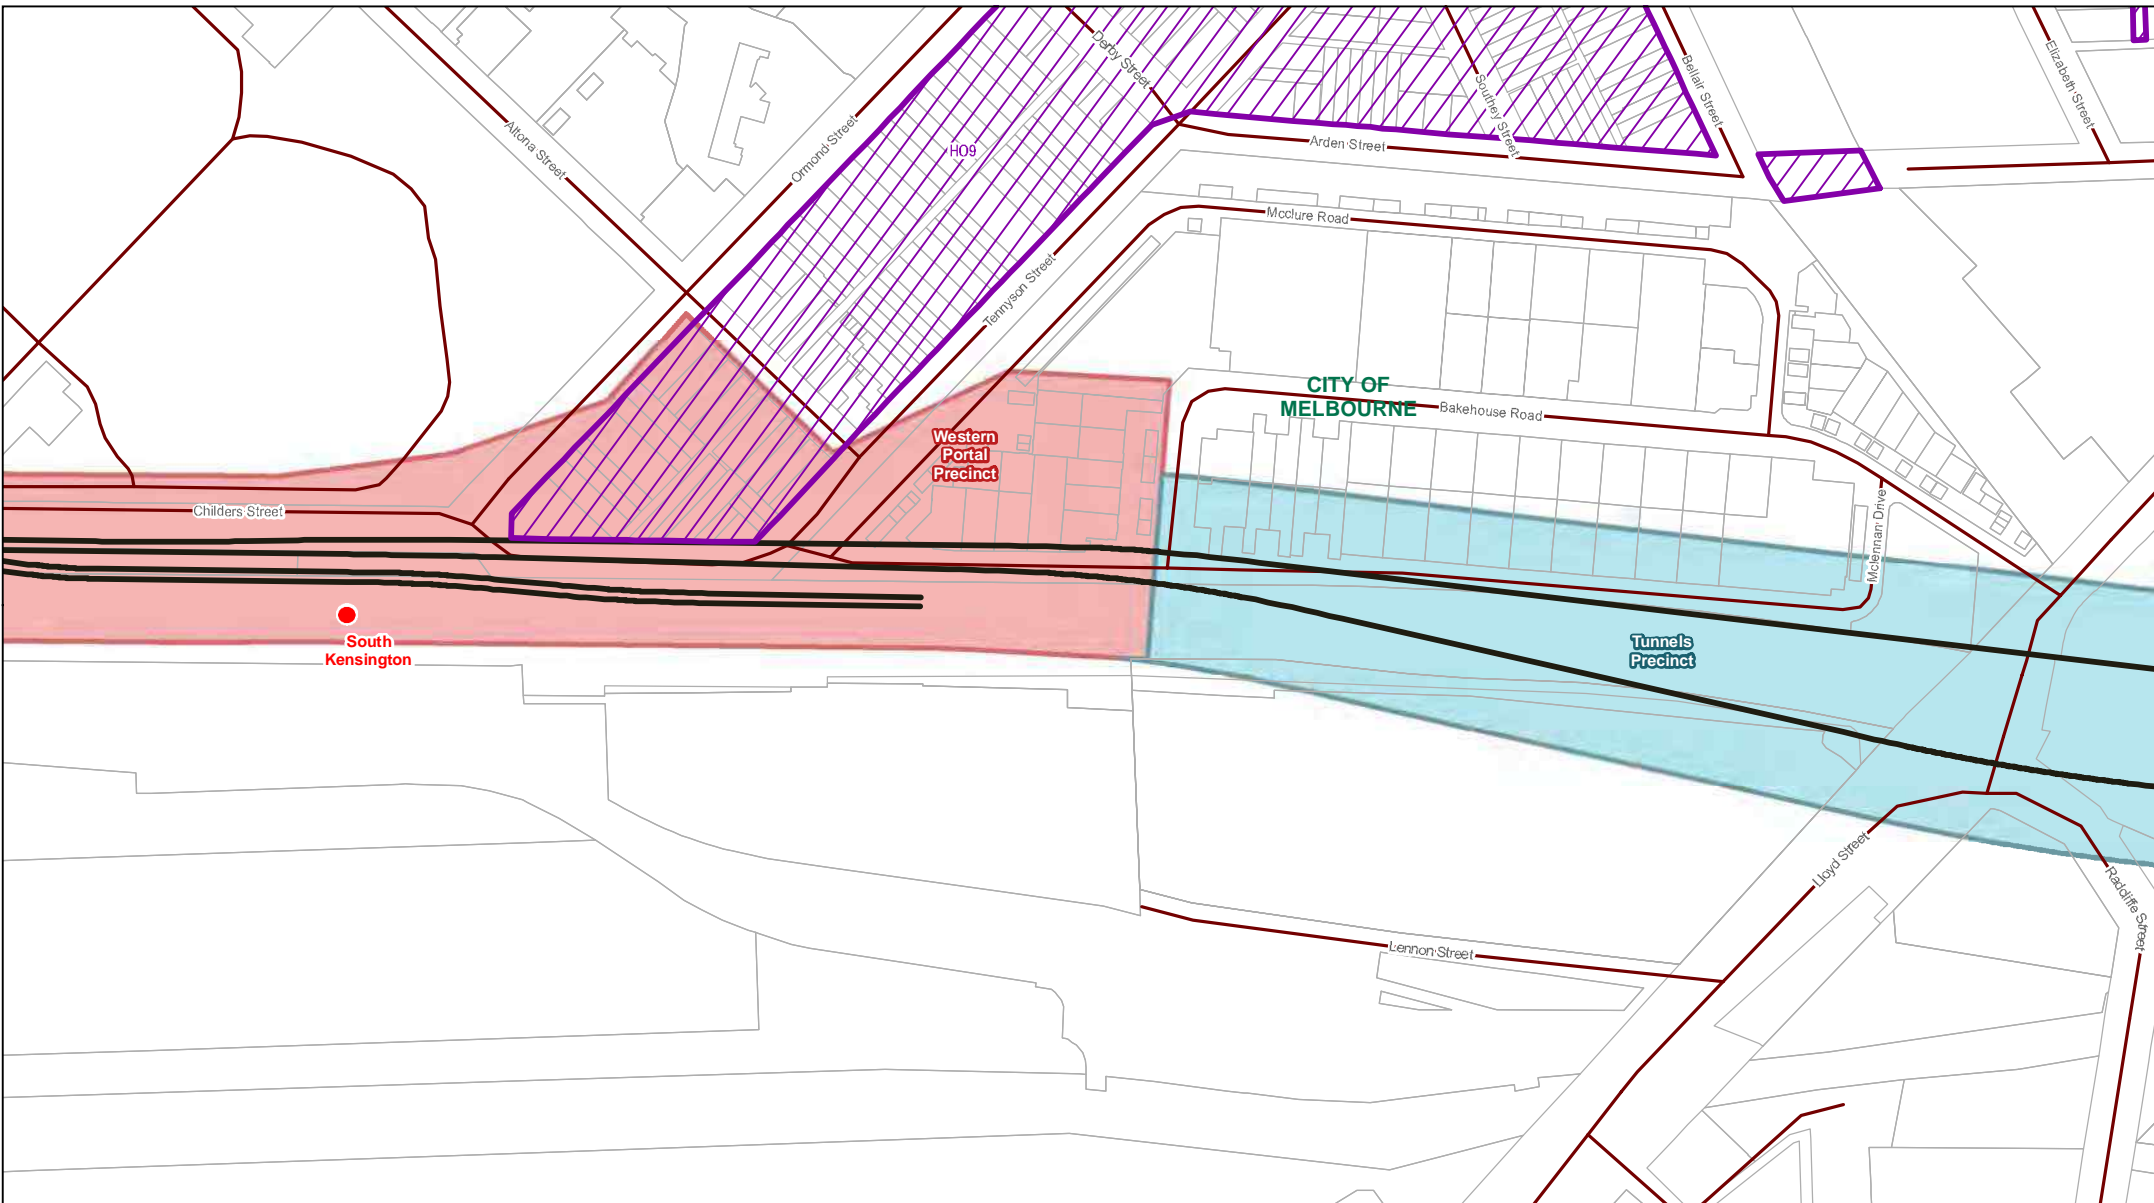 Derby Street
Elizabeth Street
Bellair Street
Southey Street
Altona Street
Ormond Street
HO9
Arden Street
Mcclure Road
Tennyson Street
CITY OF
MELBOURNE
Bakehouse Road
Western
Portal
Precinct
Childers Street
Mclennan Drive
South
Kensington
Tunnels
Precinct
Lloyd Street
Radcliffe Street
Lennon Street